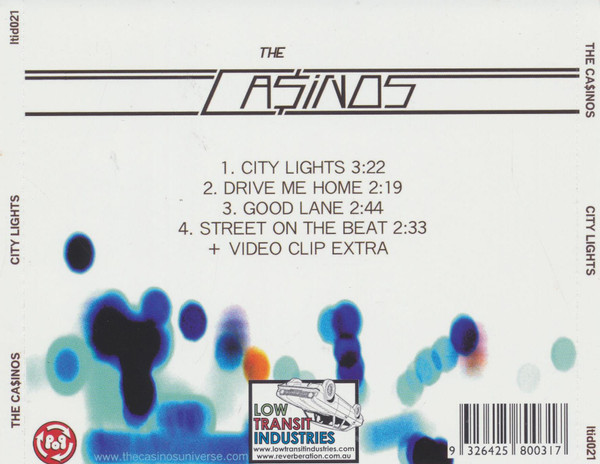 ltid021
CITY LIGHTS
THE CA$INOS
THE
CA$iNOS
1. CITY LIGHTS 3:22
2. DRIVE ME HOME 2:19
3. GOOD LANE 2:44
4. STREET ON THE BEAT 2:33
+ VIDEO CLIP EXTRA
POP
www.thecasinosuniverse.com
LOW
TRANSIT
INDUSTRIES
www.lowtransitindustries.com
www.reverberation.com.au
9 326425 800317
THE CA$INOS
CITY LIGHTS
ltid021